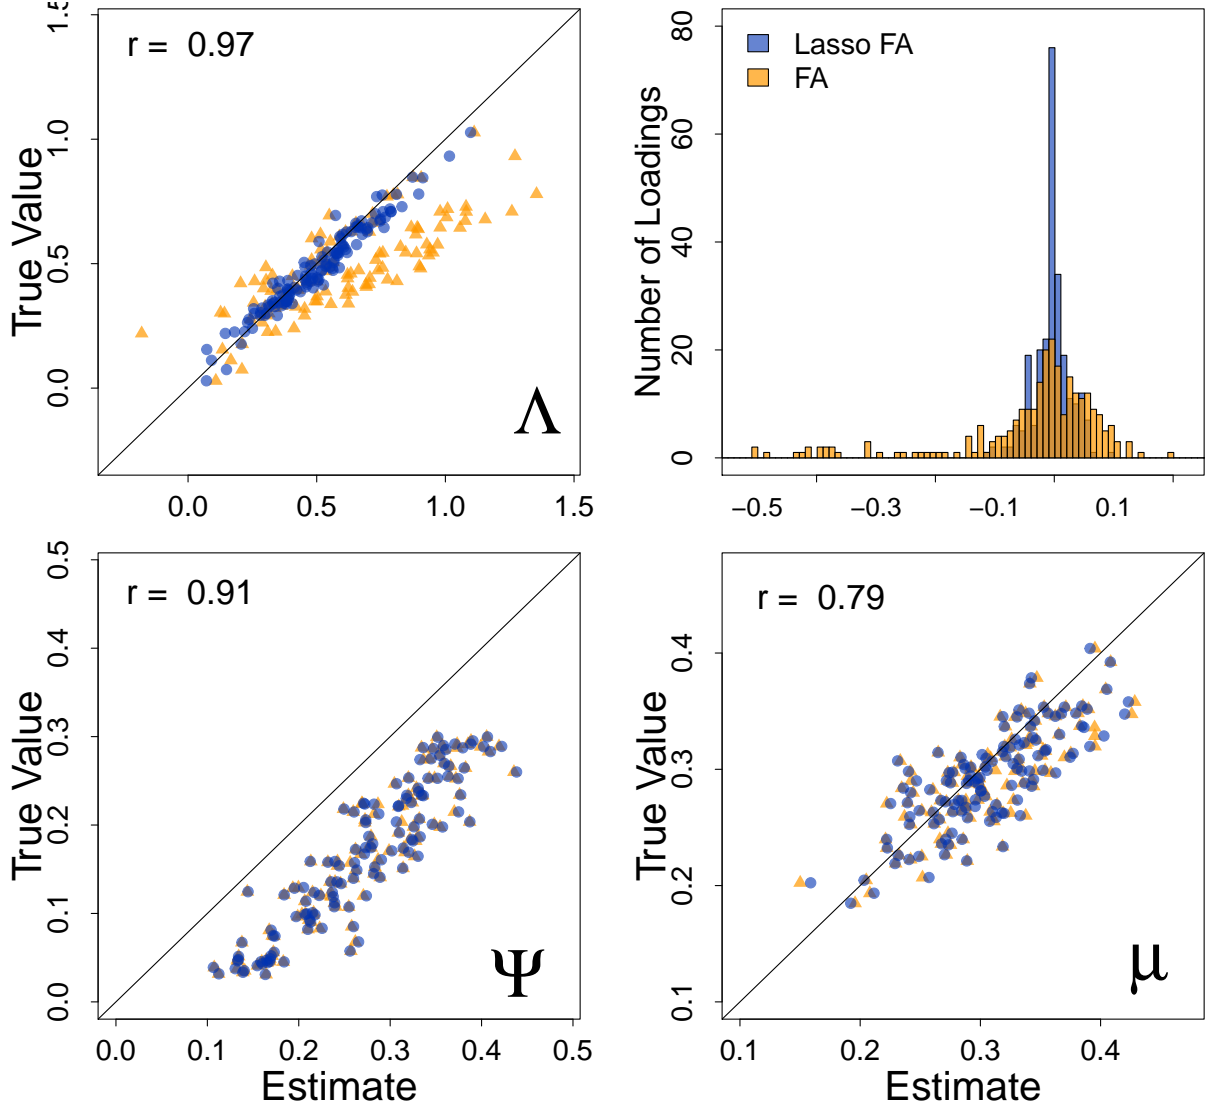 r = 0.97
True Value
1.5
1.0
0.5
0.0
Λ
0.0 0.5 1.0 1.5
Lasso FA
FA
Number of Loadings
80
60
40
20
0
−0.5 −0.3 −0.1 0.1
r = 0.91
True Value
0.5
0.4
0.3
0.2
0.1
0.0
Ψ
0.0 0.1 0.2 0.3 0.4 0.5
Estimate
r = 0.79
True Value
0.4
0.3
0.2
0.1
μ
0.1 0.2 0.3 0.4
Estimate